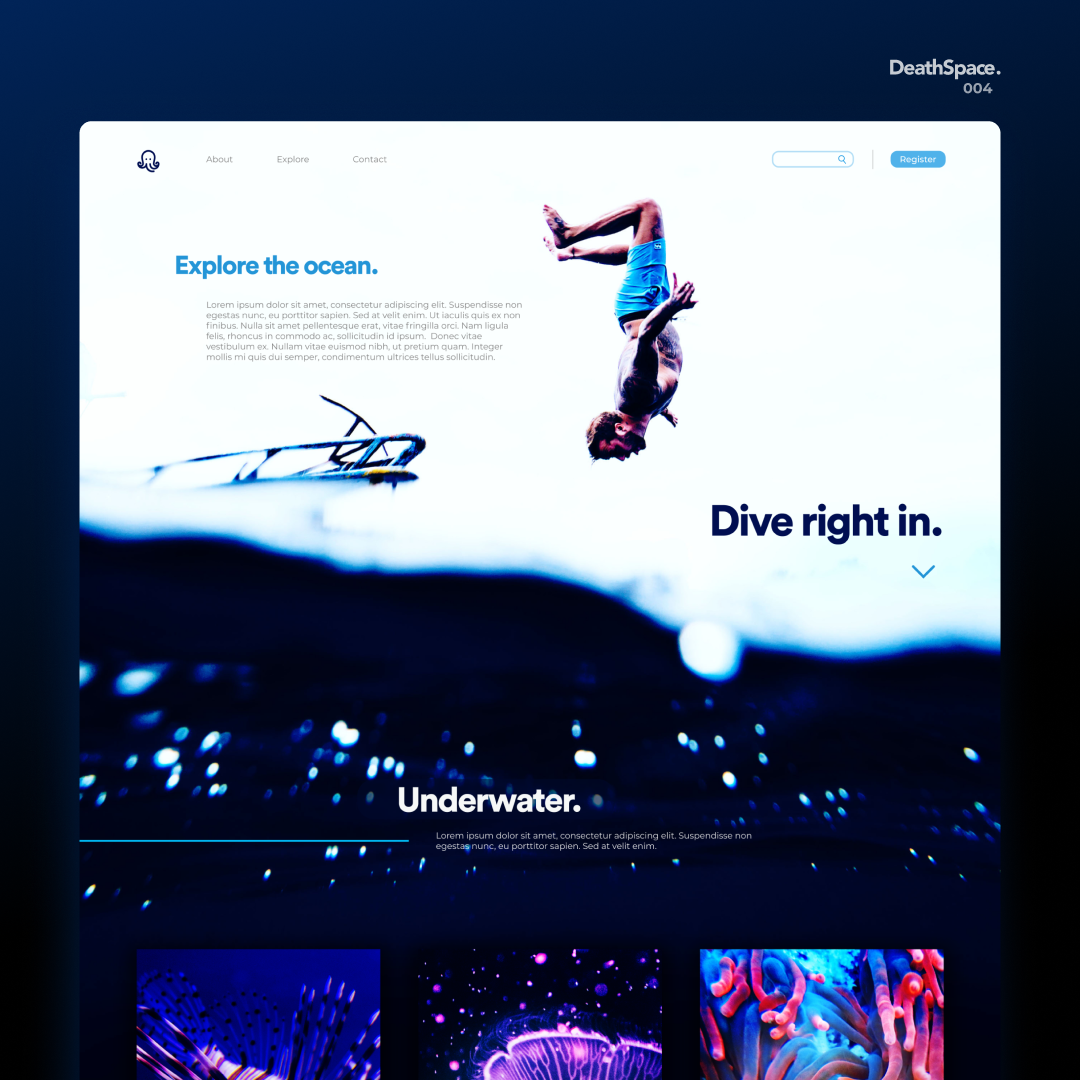 DeathSpace.
004
About Explore Contact Register
Explore the ocean.
Lorem ipsum dolor sit amet, consectetur adipiscing elit. Suspendisse non
egestas nunc, eu porttitor sapien. Sed at velit enim. Ut iaculis quis ex non
finibus. Nulla sit amet pellentesque erat, vitae fringilla orci. Nam ligula
felis, rhoncus in commodo ac, sollicitudin id ipsum.  Donec vitae
vestibulum ex. Nullam vitae euismod nibh, ut pretium quam. Integer
mollis mi quis dui semper, condimentum ultrices tellus sollicitudin.
Dive right in.
Underwater.
Lorem ipsum dolor sit amet, consectetur adipiscing elit. Suspendisse non
egestas nunc, eu porttitor sapien. Sed at velit enim.